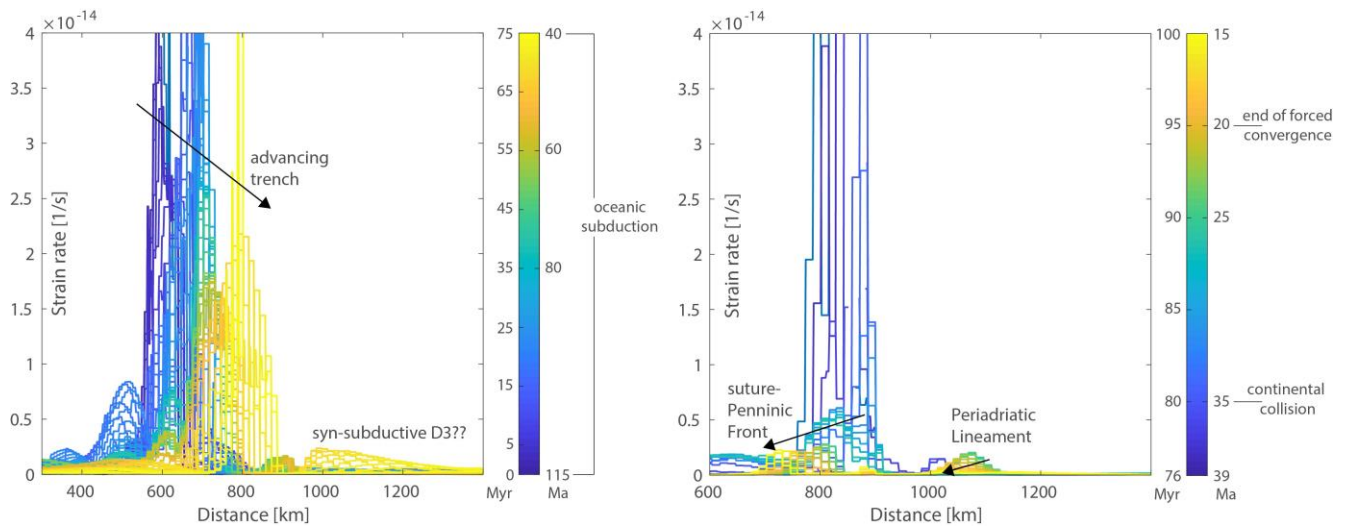 ×10⁻¹⁴
4
3.5
3
2.5
2
1.5
1
0.5
0
Strain rate [1/s]
advancing
trench
syn-subductive D3??
400
600
800
1000
1200
Distance [km]
75
65
55
45
35
25
15
5
0
Myr
40
60
80
115
Ma
oceanic
subduction
×10⁻¹⁴
4
3.5
3
2.5
2
1.5
1
0.5
0
Strain rate [1/s]
suture-
Penninic
Front
Periadriatic
Lineament
600
800
1000
1200
Distance [km]
100
95
90
85
80
76
Myr
15
20
25
35
39
Ma
end of forced
convergence
continental
collision